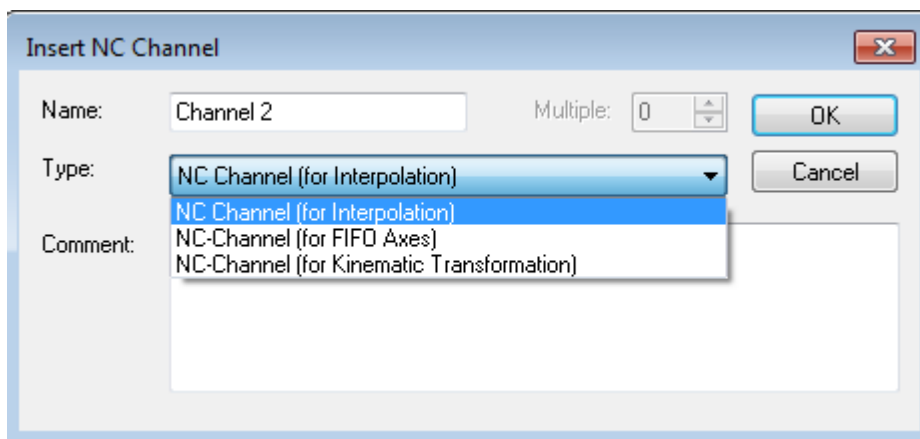 Insert NC Channel
Name: Channel 2 Multiple: 0 OK
Type: NC Channel (for Interpolation) Cancel
NC Channel (for Interpolation)
Comment: NC-Channel (for FIFO Axes)
NC-Channel (for Kinematic Transformation)